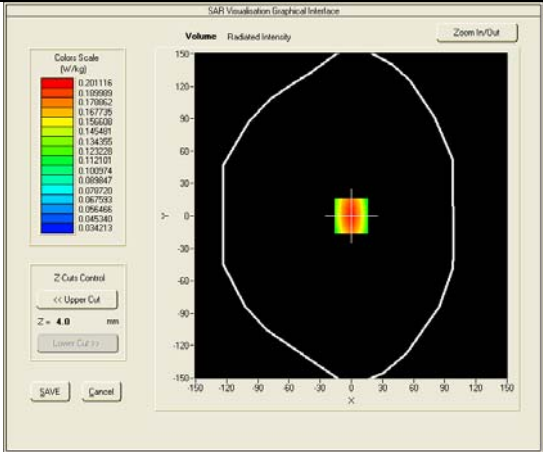 SAR Visualisation Graphical Interface
Volume Radiated Intensity
Zoom In/Out
Colors Scale
(W/kg)
0.201116
0.189989
0.178862
0.167735
0.156608
0.145481
0.134355
0.123228
0.112101
0.100974
0.089847
0.078720
0.067593
0.056466
0.045340
0.034213
Z-Cuts Control
<< Upper Cut
Z = 4.0 mm
Lower Cut >>
SAVE Cancel
150
120
90
60
30
0
-30
-60
-90
-120
-150
Y
-150 -120 -90 -60 -30 0 30 60 90 120 150
X